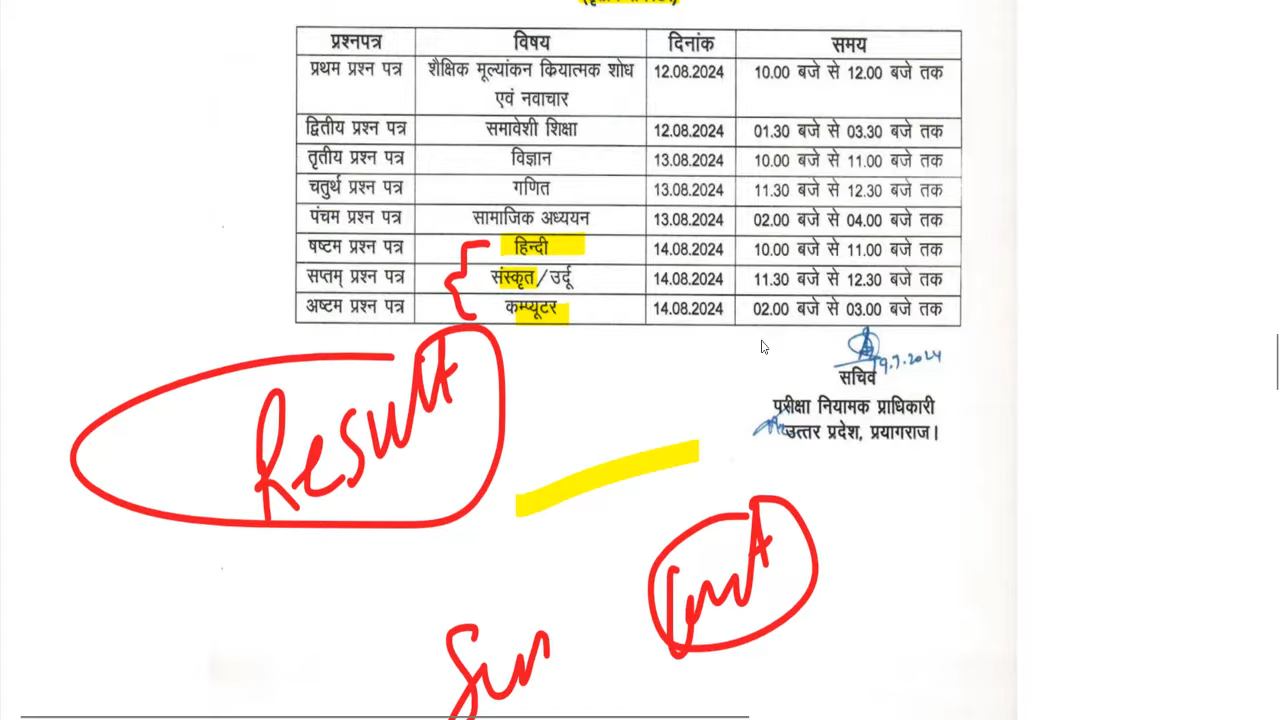 प्रश्नपत्र विषय दिनांक समय
प्रथम प्रश्न पत्र शैक्षिक मूल्यांकन क्रियात्मक शोध एवं नवाचार 12.08.2024 10.00 बजे से 12.00 बजे तक
द्वितीय प्रश्न पत्र समावेशी शिक्षा 12.08.2024 01.30 बजे से 03.30 बजे तक
तृतीय प्रश्न पत्र विज्ञान 13.08.2024 10.00 बजे से 11.00 बजे तक
चतुर्थ प्रश्न पत्र गणित 13.08.2024 11.30 बजे से 12.30 बजे तक
पंचम प्रश्न पत्र सामाजिक अध्ययन 13.08.2024 02.00 बजे से 04.00 बजे तक
षष्टम प्रश्न पत्र हिन्दी 14.08.2024 10.00 बजे से 11.00 बजे तक
सप्तम् प्रश्न पत्र संस्कृत/उर्दू 14.08.2024 11.30 बजे से 12.30 बजे तक
अष्टम प्रश्न पत्र कम्प्यूटर 14.08.2024 02.00 बजे से 03.00 बजे तक
सचिव
परीक्षा नियामक प्राधिकारी
उत्तर प्रदेश, प्रयागराज।
Result